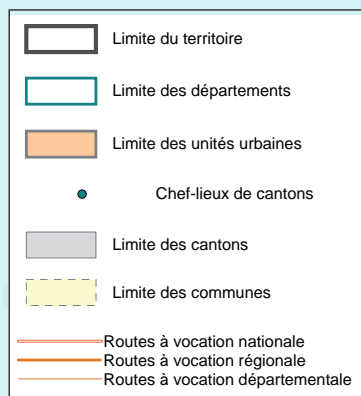 Limite du territoire
Limite des départements
Limite des unités urbaines
Chef-lieux de cantons
Limite des cantons
Limite des communes
Routes à vocation nationale
Routes à vocation régionale
Routes à vocation départementale